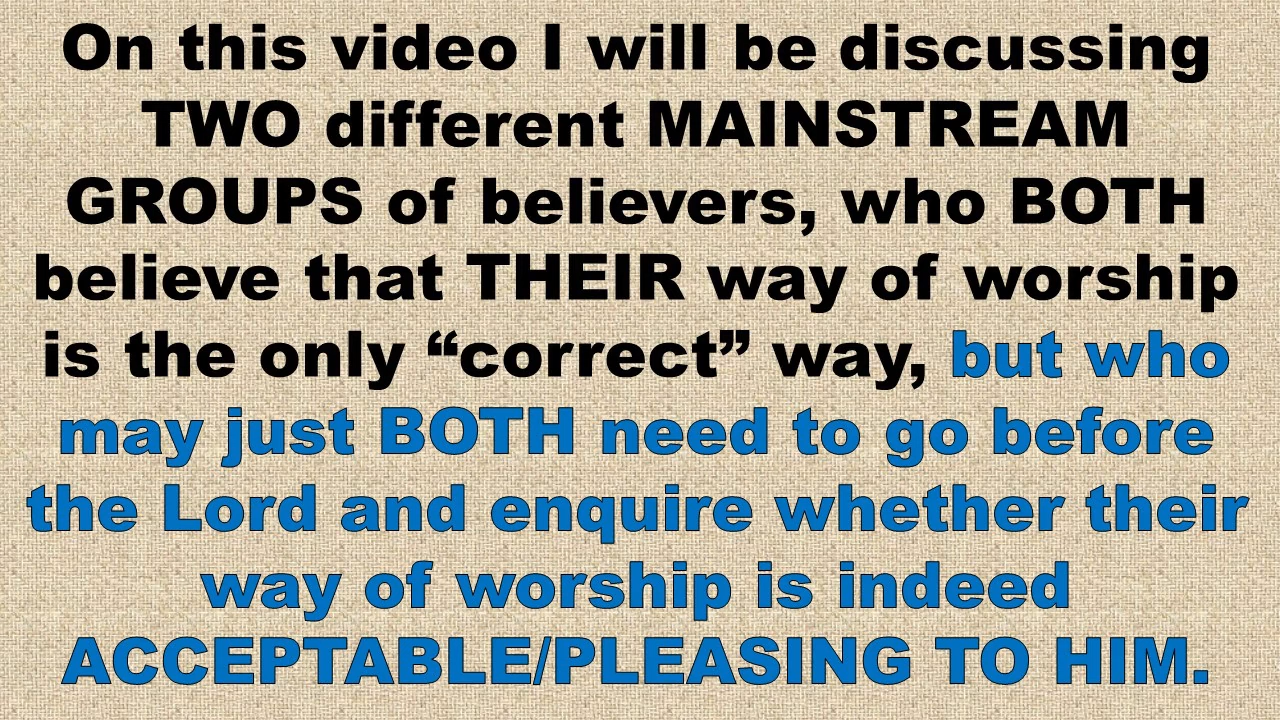 On this video I will be discussing
TWO different MAINSTREAM
GROUPS of believers, who BOTH
believe that THEIR way of worship
is the only “correct” way, but who
may just BOTH need to go before
the Lord and enquire whether their
way of worship is indeed
ACCEPTABLE/PLEASING TO HIM.